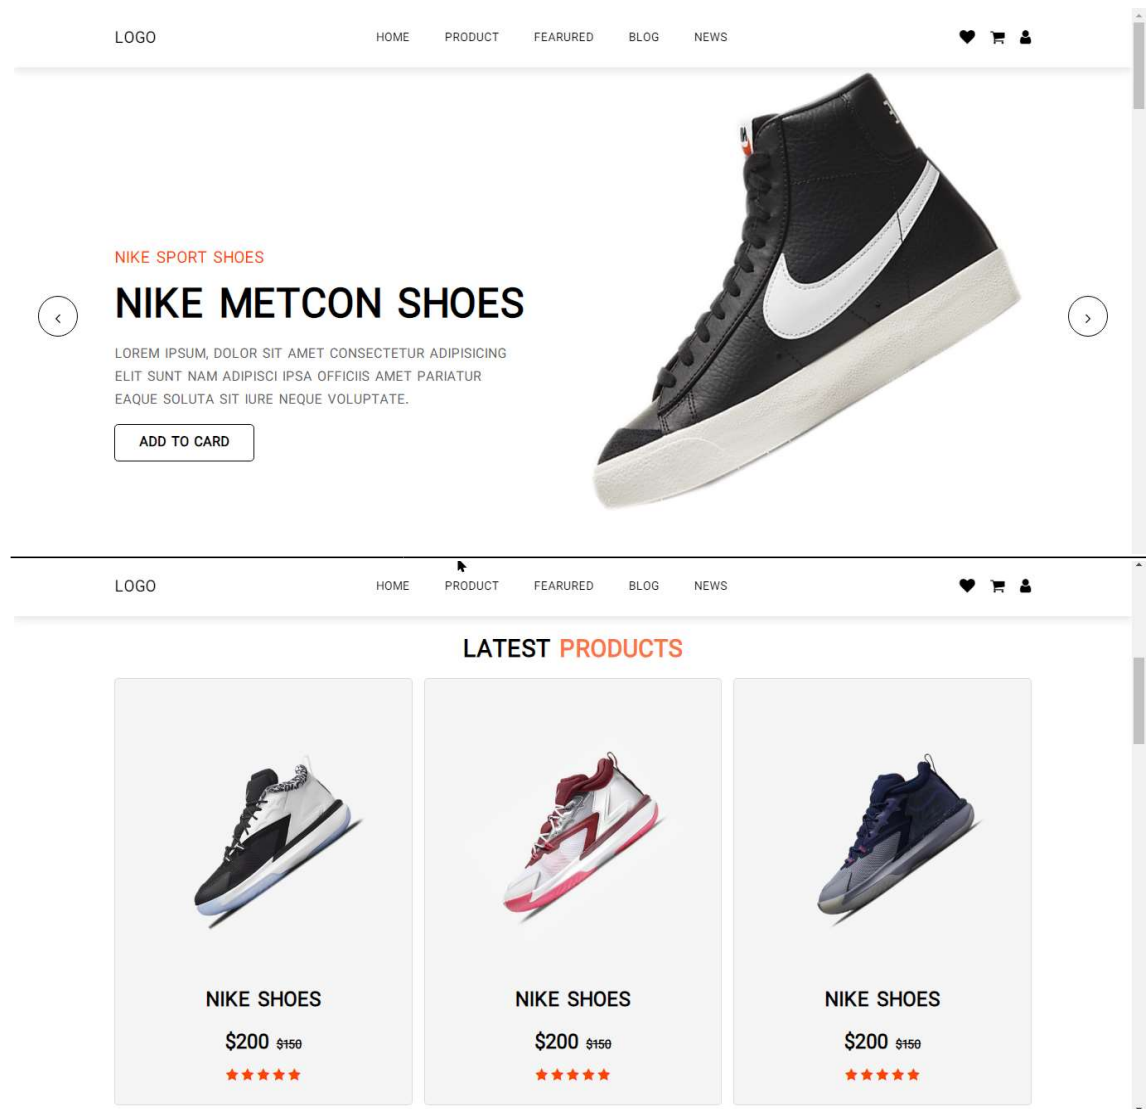 LOGO HOME PRODUCT FEARURED BLOG NEWS
NIKE SPORT SHOES
NIKE METCON SHOES
LOREM IPSUM, DOLOR SIT AMET CONSECTETUR ADIPISICING
ELIT SUNT NAM ADIPISCI IPSA OFFICIIS AMET PARIATUR
EAQUE SOLUTA SIT IURE NEQUE VOLUPTATE.
ADD TO CARD
LOGO HOME PRODUCT FEARURED BLOG NEWS
LATEST PRODUCTS
NIKE SHOES NIKE SHOES NIKE SHOES
$200 $150 $200 $150 $200 $150